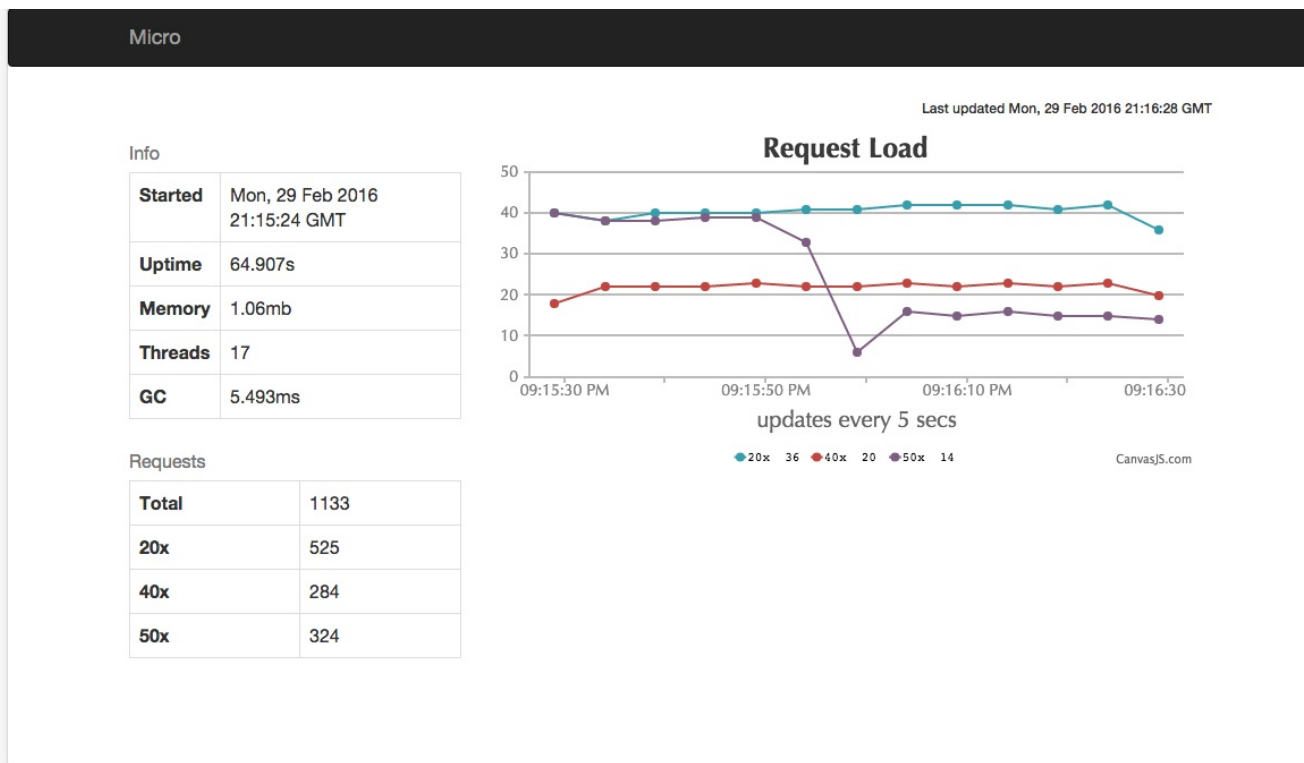 Micro
Last updated Mon, 29 Feb 2016 21:16:28 GMT
Info
Started Mon, 29 Feb 2016
21:15:24 GMT
Uptime 64.907s
Memory 1.06mb
Threads 17
GC 5.493ms
Requests
Total 1133
20x 525
40x 284
50x 324
Request Load
50
40
30
20
10
0
09:15:30 PM 09:15:50 PM 09:16:10 PM 09:16:30
updates every 5 secs
20x 36 40x 20 50x 14
CanvasJS.com